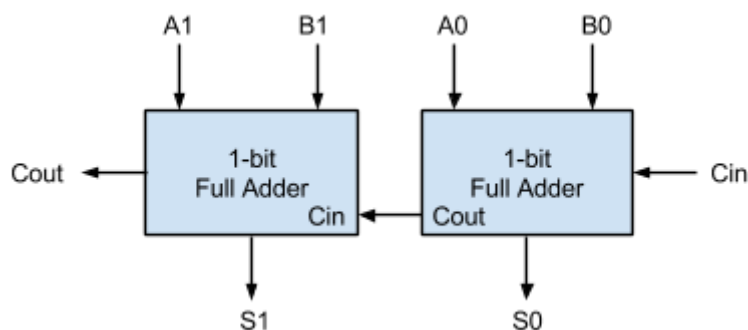 A1 B1 A0 B0
1-bit
Full Adder
1-bit
Full Adder
Cout
Cin
Cin
Cout
S1 S0